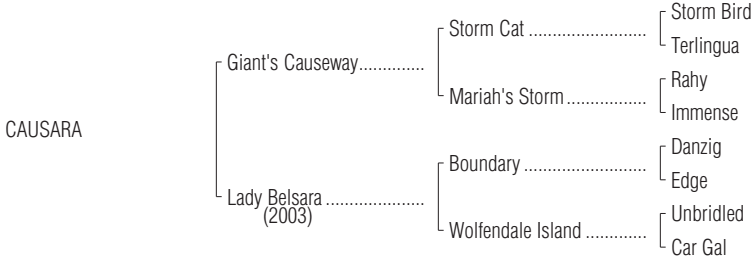 Storm Bird
Storm Cat ........................
Terlingua
Giant's Causeway..............
Rahy
Mariah's Storm .................
Immense
CAUSARA
Danzig
Boundary .........................
Edge
Lady Belsara .....................
(2003)
Unbridled
Wolfendale Island .............
Car Gal